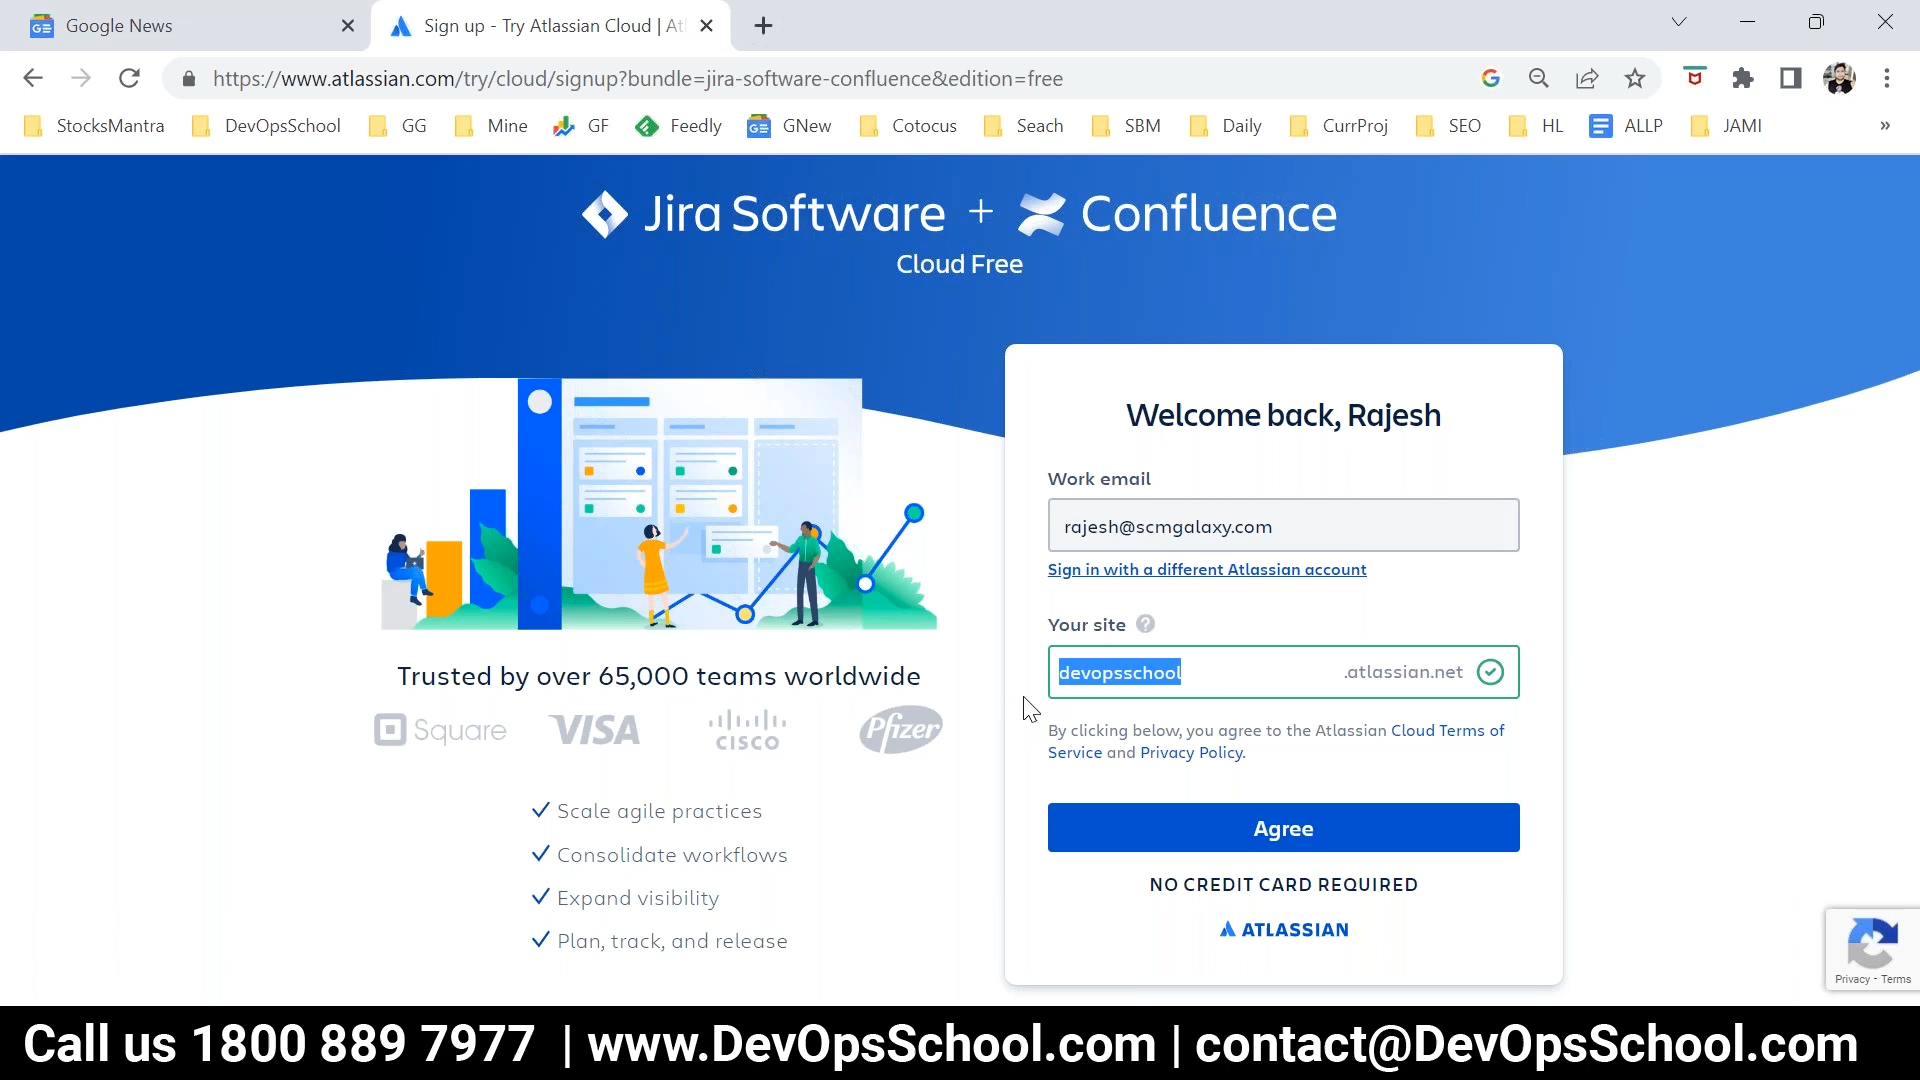 Google News
Sign up - Try Atlassian Cloud | At
https://www.atlassian.com/try/cloud/signup?bundle=jira-software-confluence&edition=free
StocksMantra DevOpsSchool GG Mine GF Feedly GNew Cotocus Seach SBM Daily CurrProj SEO HL ALLP JAMI »
Jira Software + Confluence
Cloud Free
Trusted by over 65,000 teams worldwide
Square VISA CISCO Pfizer
Scale agile practices
Consolidate workflows
Expand visibility
Plan, track, and release
Welcome back, Rajesh
Work email
rajesh@scmgalaxy.com
Sign in with a different Atlassian account
Your site ?
devopsschool .atlassian.net
By clicking below, you agree to the Atlassian Cloud Terms of
Service and Privacy Policy.
Agree
NO CREDIT CARD REQUIRED
ATLASSIAN
Privacy - Terms
Call us 1800 889 7977 | www.DevOpsSchool.com | contact@DevOpsSchool.com